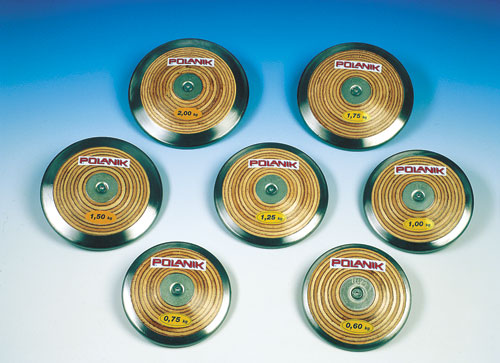 POLANIK
2,00 kg
POLANIK
1,75 kg
POLANIK
1,50 kg
POLANIK
1,25 kg
POLANIK
1,00 kg
POLANIK
0,75 kg
POLANIK
0,60 kg